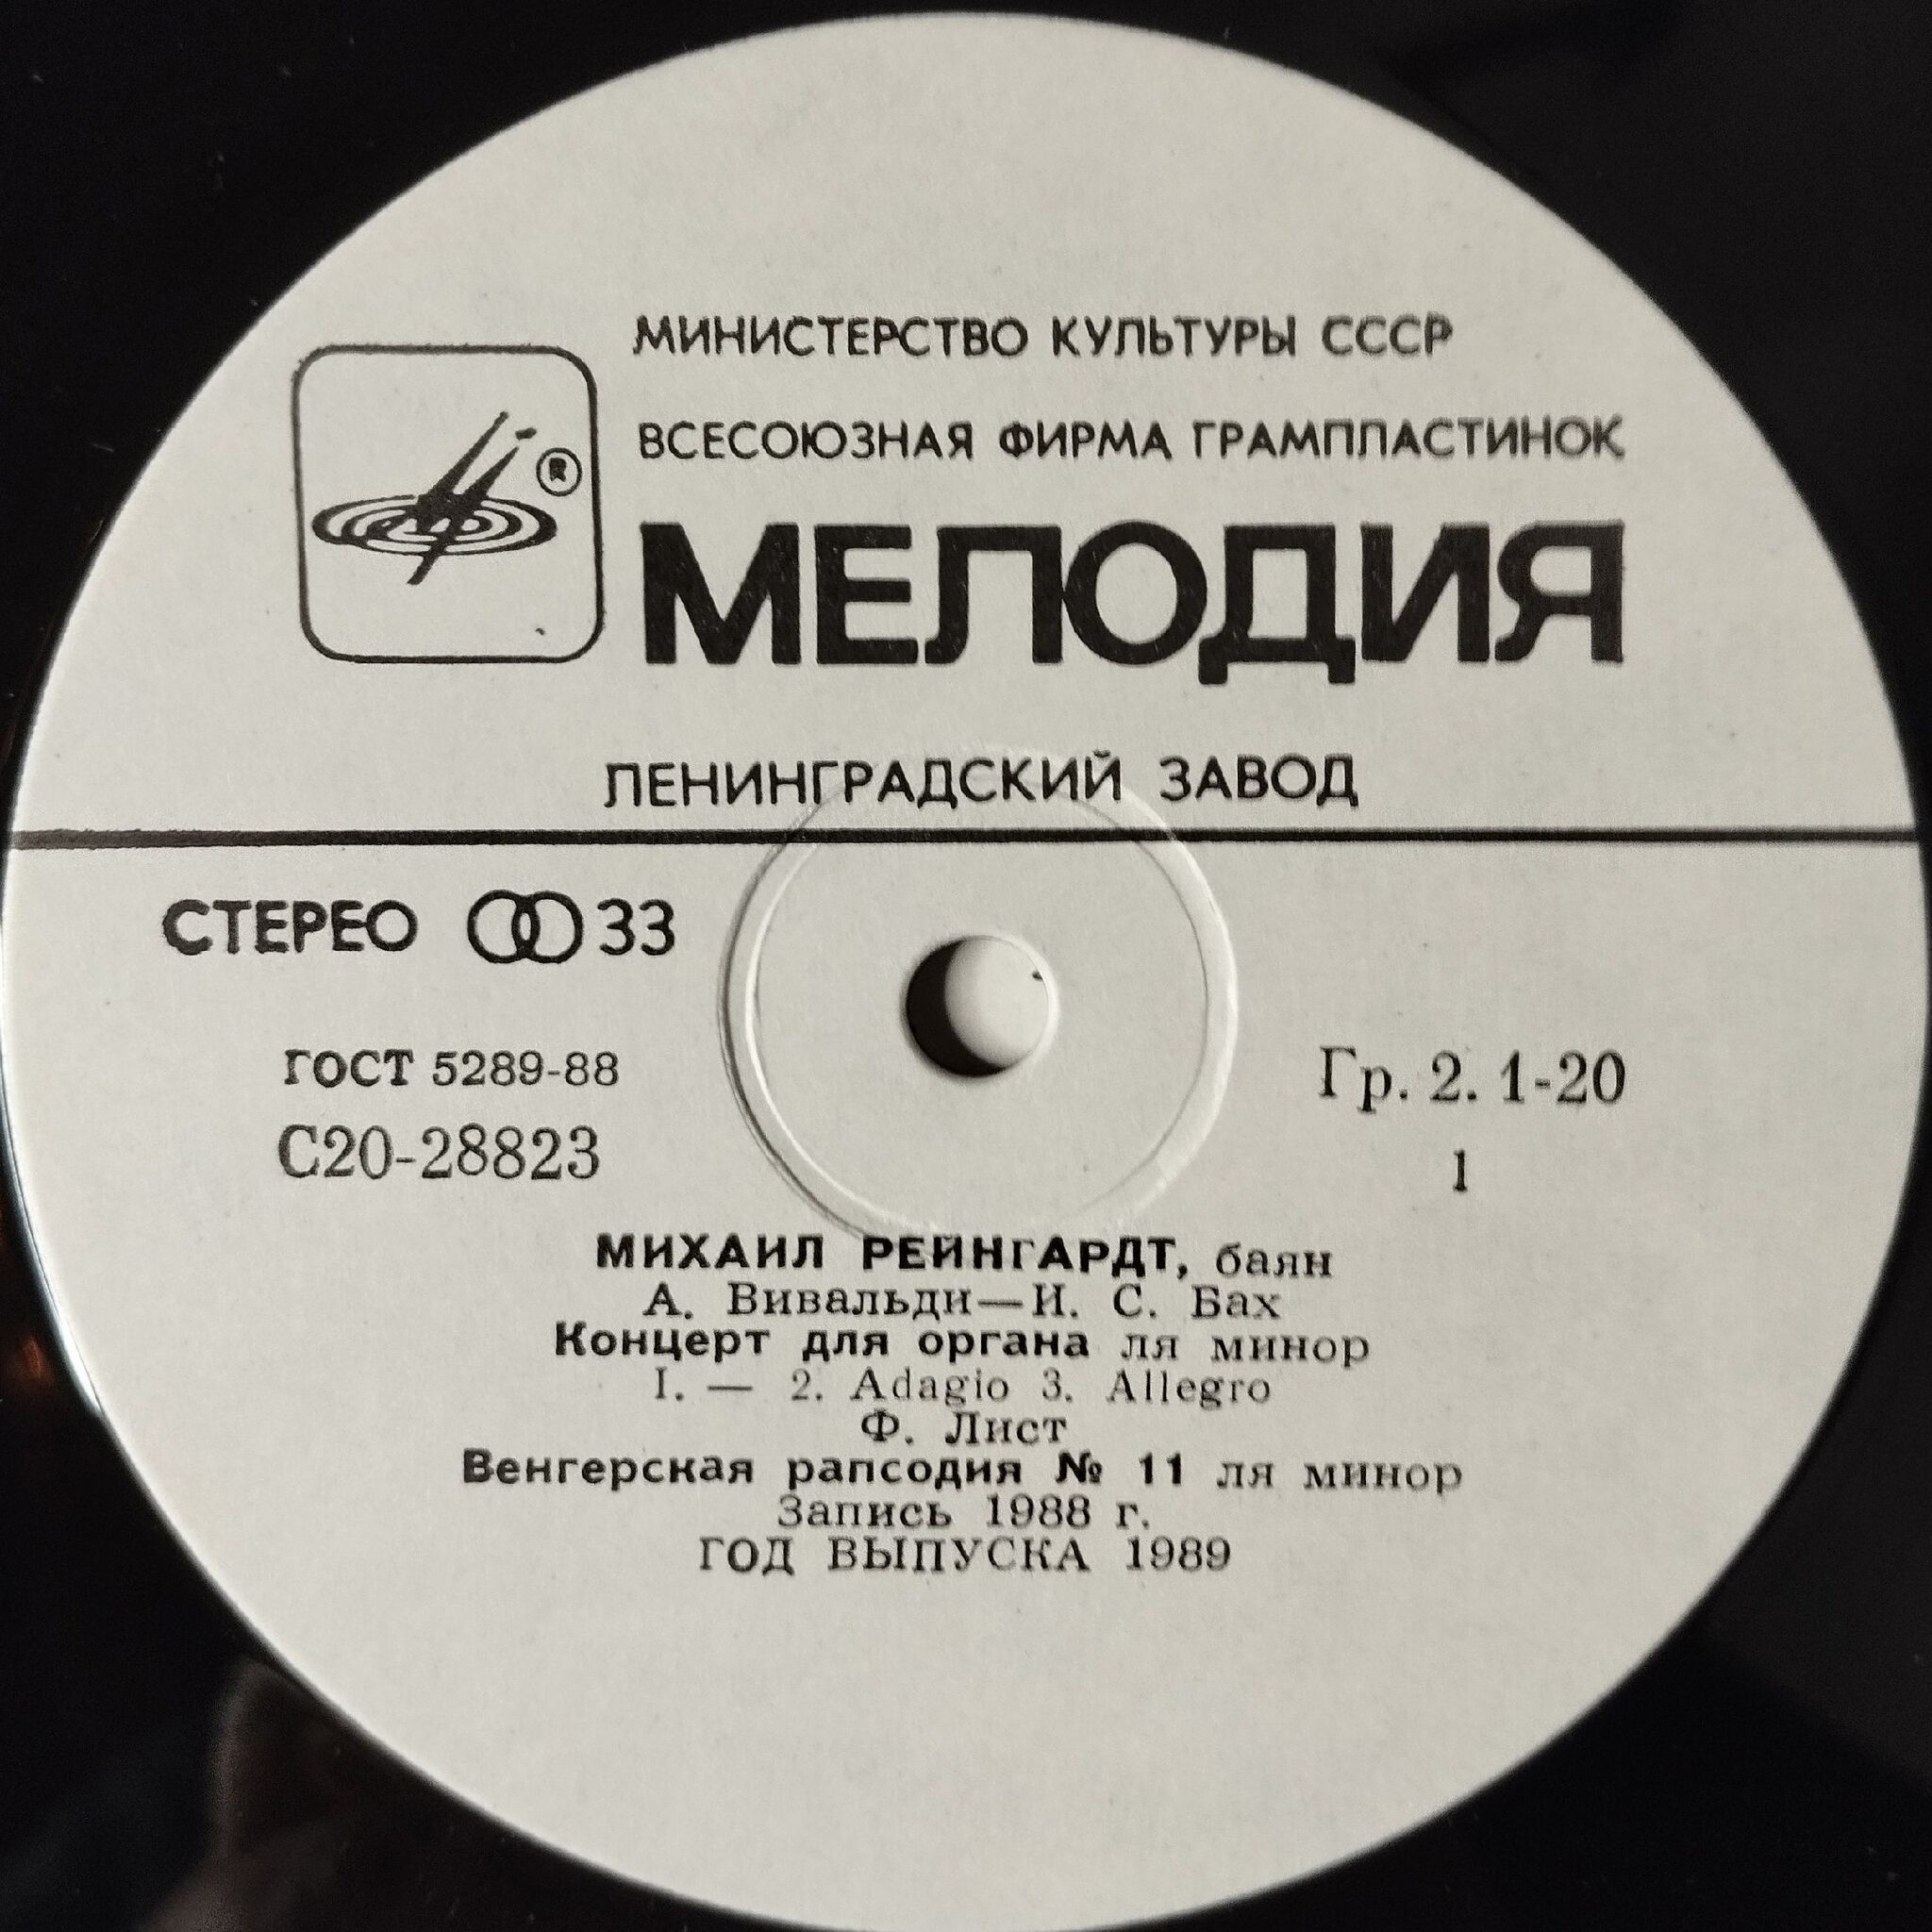 МИНИСТЕРСТВО КУЛЬТУРЫ СССР
ВСЕСОЮЗНАЯ ФИРМА ГРАМПЛАСТИНОК
®
МЕЛОДИЯ
ЛЕНИНГРАДСКИЙ ЗАВОД
СТЕРЕО 33
ГОСТ 5289-88
Гр. 2. 1-20
С20-28823
1
МИХАИЛ РЕЙНГАРДТ, баян
А. Вивальди—И. С. Бах
Концерт для органа ля минор
I. — 2. Adagio 3. Allegro
Ф. Лист
Венгерская рапсодия № 11 ля минор
Запись 1988 г.
ГОД ВЫПУСКА 1989